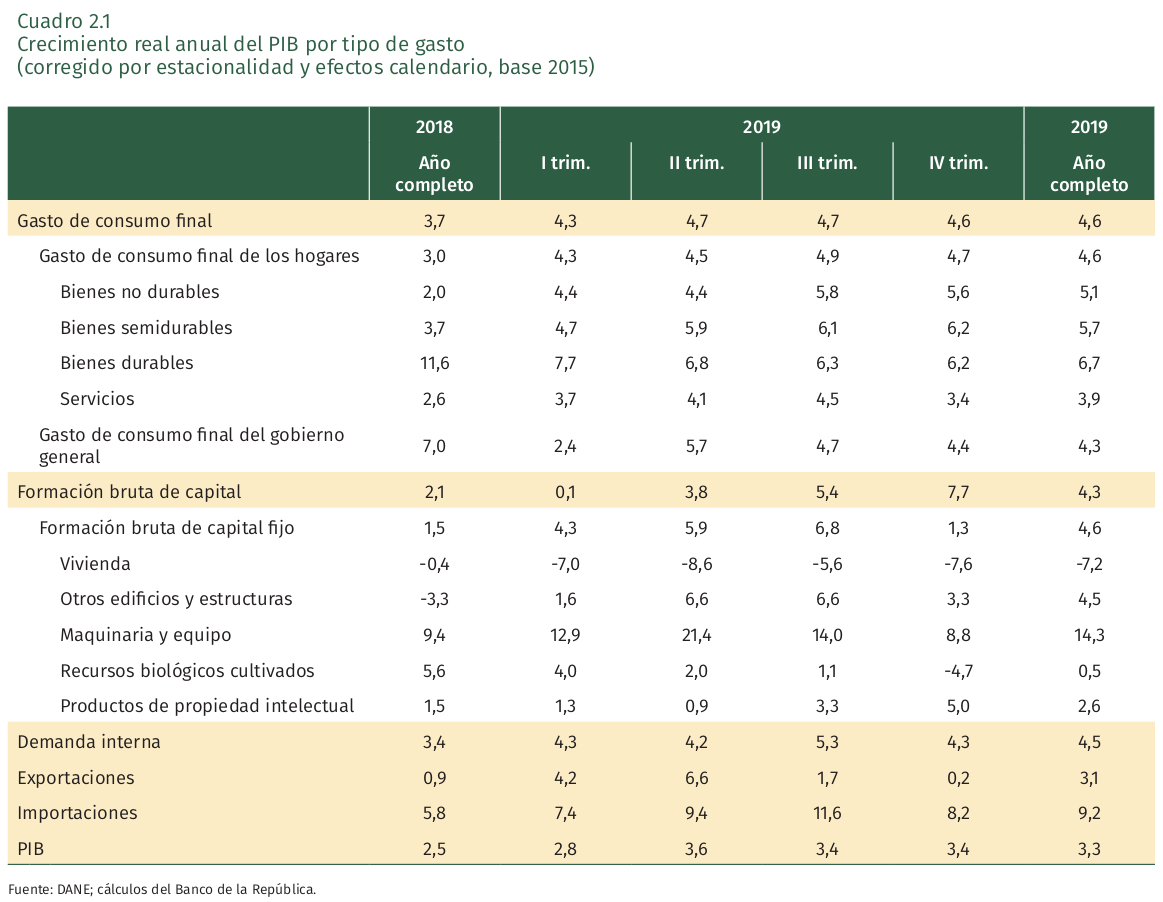 Cuadro 2.1
Crecimiento real anual del PIB por tipo de gasto
(corregido por estacionalidad y efectos calendario, base 2015)
2018 2019 2019
Año completo I trim. II trim. III trim. IV trim. Año completo
Gasto de consumo final 3,7 4,3 4,7 4,7 4,6 4,6
Gasto de consumo final de los hogares 3,0 4,3 4,5 4,9 4,7 4,6
Bienes no durables 2,0 4,4 4,4 5,8 5,6 5,1
Bienes semidurables 3,7 4,7 5,9 6,1 6,2 5,7
Bienes durables 11,6 7,7 6,8 6,3 6,2 6,7
Servicios 2,6 3,7 4,1 4,5 3,4 3,9
Gasto de consumo final del gobierno
general 7,0 2,4 5,7 4,7 4,4 4,3
Formación bruta de capital 2,1 0,1 3,8 5,4 7,7 4,3
Formación bruta de capital fijo 1,5 4,3 5,9 6,8 1,3 4,6
Vivienda -0,4 -7,0 -8,6 -5,6 -7,6 -7,2
Otros edificios y estructuras -3,3 1,6 6,6 6,6 3,3 4,5
Maquinaria y equipo 9,4 12,9 21,4 14,0 8,8 14,3
Recursos biológicos cultivados 5,6 4,0 2,0 1,1 -4,7 0,5
Productos de propiedad intelectual 1,5 1,3 0,9 3,3 5,0 2,6
Demanda interna 3,4 4,3 4,2 5,3 4,3 4,5
Exportaciones 0,9 4,2 6,6 1,7 0,2 3,1
Importaciones 5,8 7,4 9,4 11,6 8,2 9,2
PIB 2,5 2,8 3,6 3,4 3,4 3,3
Fuente: DANE; cálculos del Banco de la República.